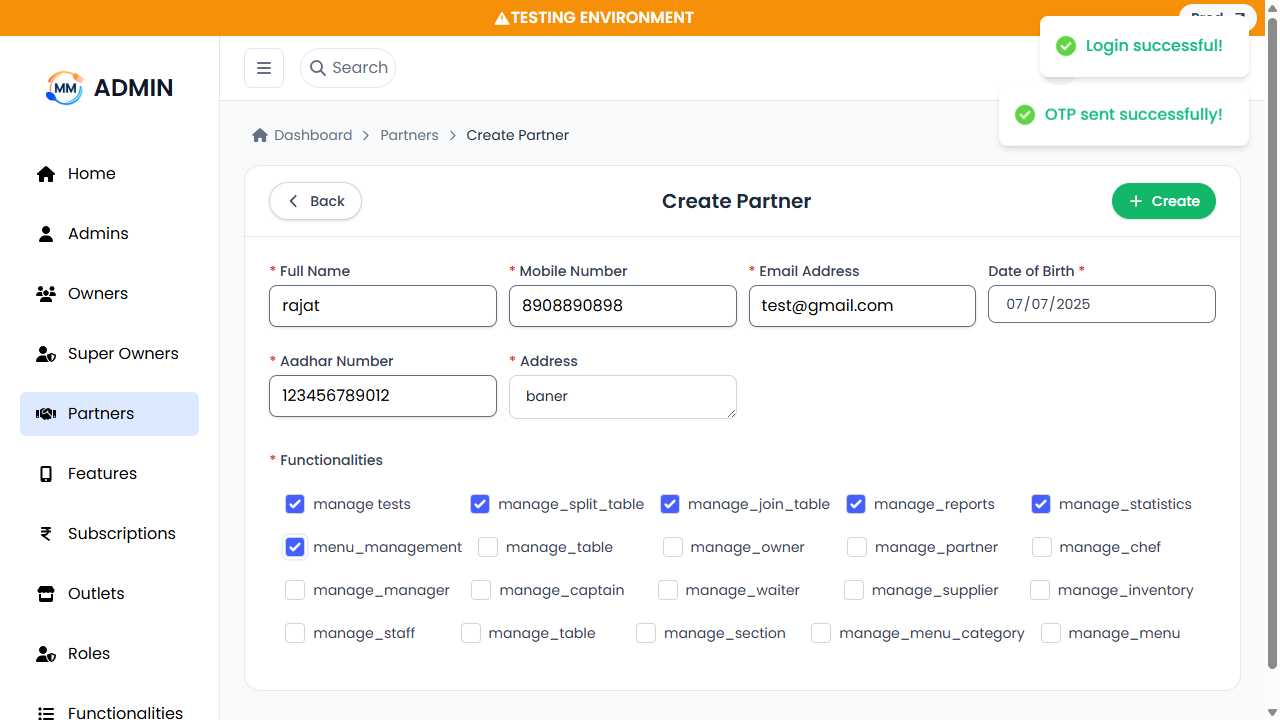 TESTING ENVIRONMENT
Prod
Login successful!
OTP sent successfully!
MM ADMIN
Search
Dashboard > Partners > Create Partner
Home
Admins
Owners
Super Owners
Partners
Features
Subscriptions
Outlets
Roles
Functionalities
Back
Create Partner
+ Create
* Full Name
* Mobile Number
* Email Address
Date of Birth *
rajat
8908890898
test@gmail.com
07/07/2025
* Aadhar Number
* Address
123456789012
baner
* Functionalities
manage tests manage_split_table manage_join_table manage_reports manage_statistics
menu_management manage_table manage_owner manage_partner manage_chef
manage_manager manage_captain manage_waiter manage_supplier manage_inventory
manage_staff manage_table manage_section manage_menu_category manage_menu